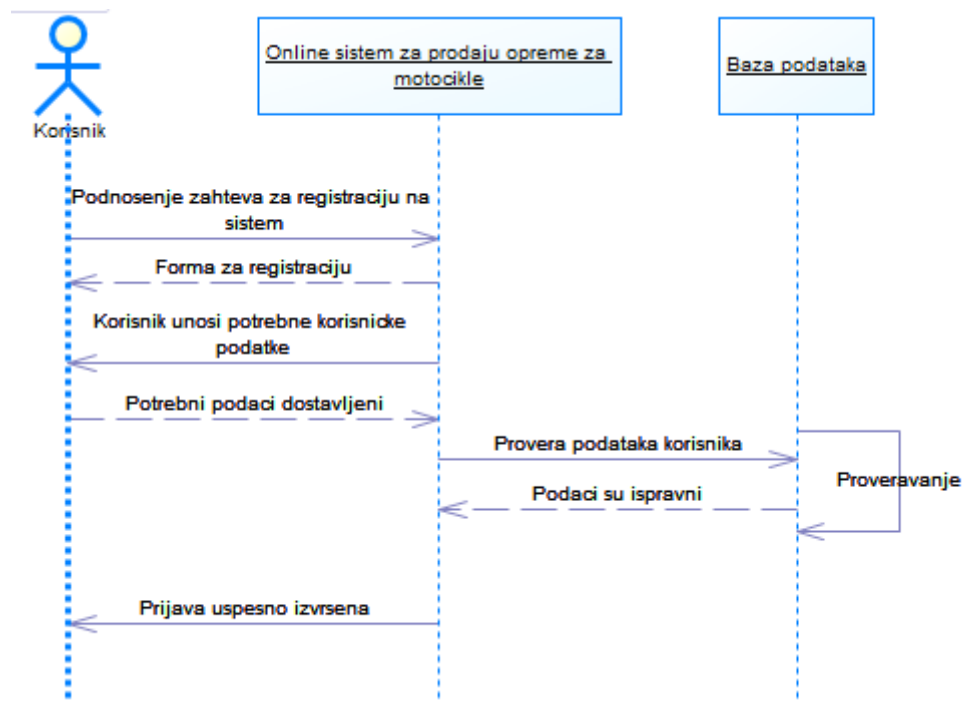 Online sistem za prodaju opreme za
motocikle
Baza podataka
Korisnik
Podnosenje zahteva za registraciju na
sistem
Forma za registraciju
Korisnik unosi potrebne korisnicke
podatke
Potrebni podaci dostavljeni
Provera podataka korisnika
Proveravanje
Podaci su ispravni
Prijava uspesno izvrsena